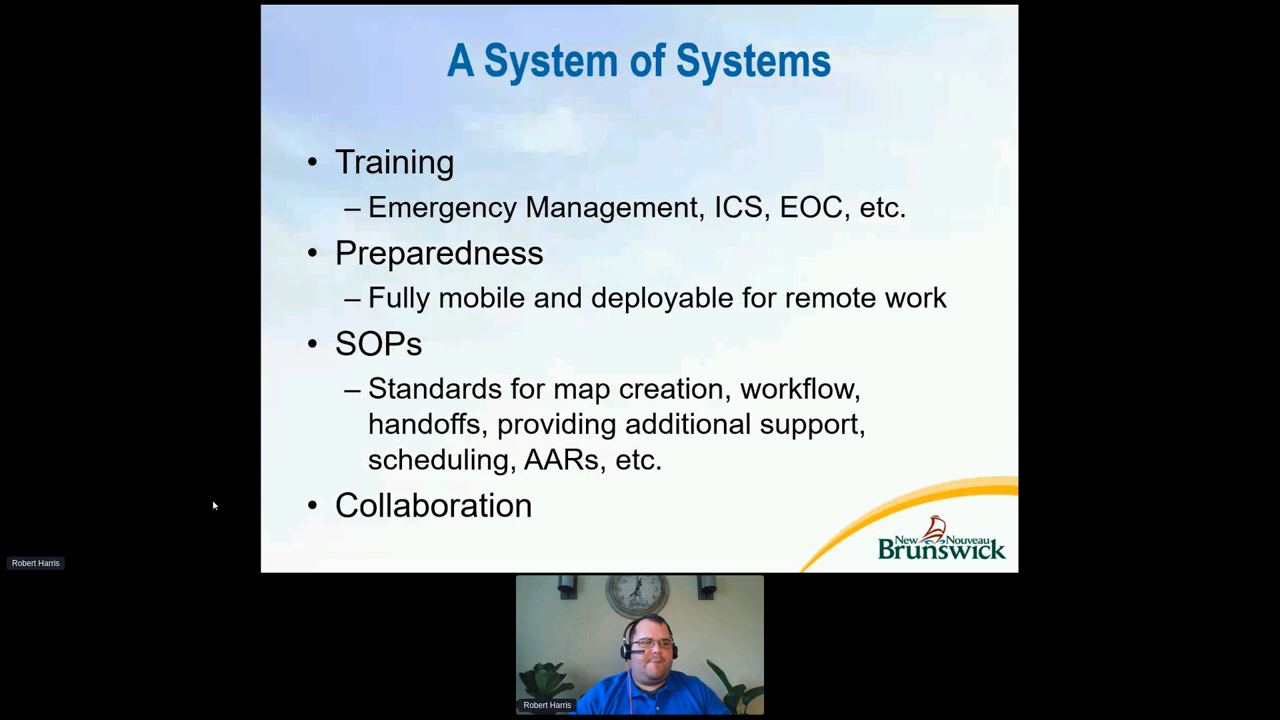 A System of Systems
• Training
– Emergency Management, ICS, EOC, etc.
• Preparedness
– Fully mobile and deployable for remote work
• SOPs
– Standards for map creation, workflow,
handoffs, providing additional support,
scheduling, AARs, etc.
• Collaboration
New Nouveau
Brunswick
Robert Harris
Robert Harris